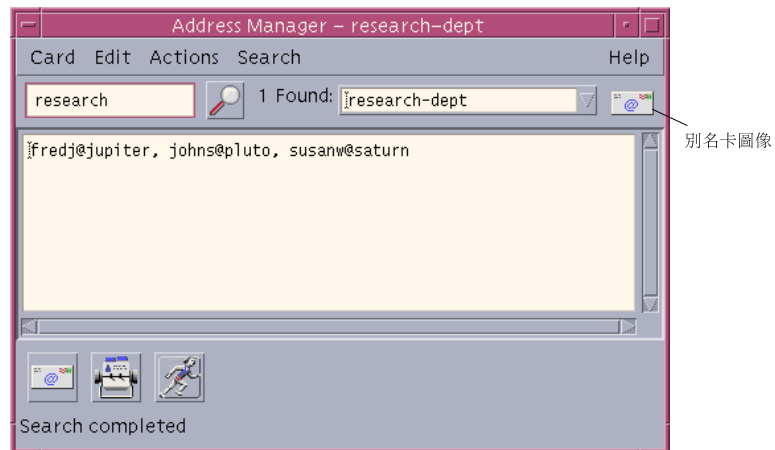 Address Manager – research–dept
Card Edit Actions Search Help
research 1 Found: research-dept
別名卡圖像
fredj@jupiter, johns@pluto, susanw@saturn
Search completed